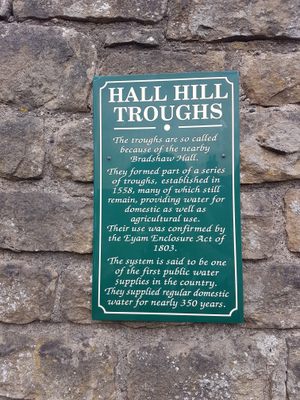 HALL HILL
TROUGHS
The troughs are so called
because of the nearby
Bradshaw Hall.
They formed part of a series
of troughs, established in
1558, many of which still
remain, providing water for
domestic as well as
agricultural use.
Their use was confirmed by
the Eyam Enclosure Act of
1803.
The system is said to be one
of the first public water
supplies in the country.
They supplied regular domestic
water for nearly 350 years.